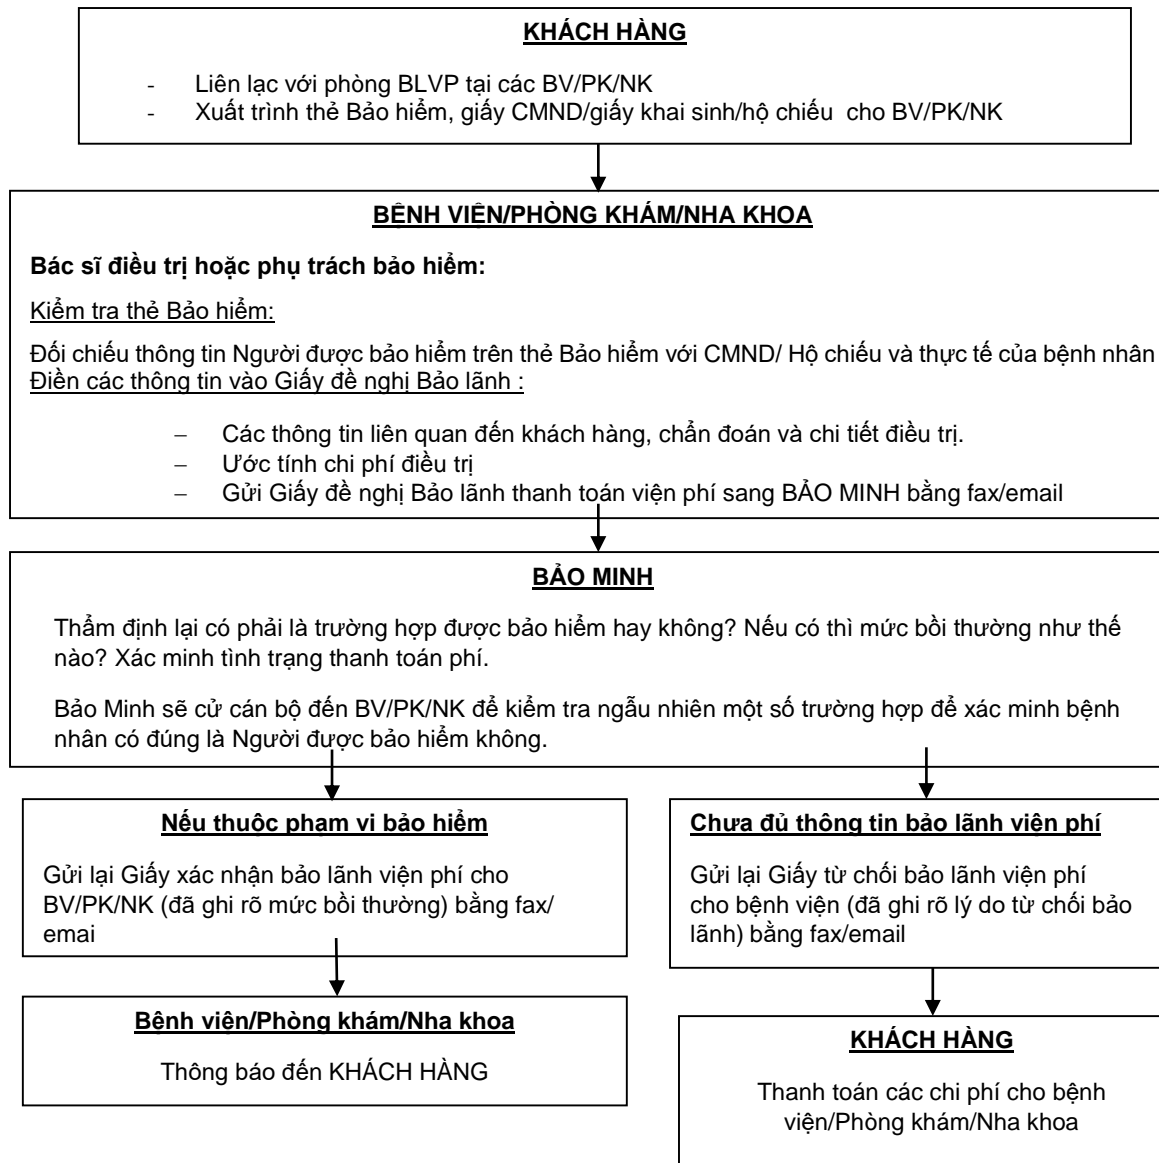 KHÁCH HÀNG
- Liên lạc với phòng BLVP tại các BV/PK/NK
- Xuất trình thẻ Bảo hiểm, giấy CMND/giấy khai sinh/hộ chiếu cho BV/PK/NK
BỆNH VIỆN/PHÒNG KHÁM/NHA KHOA
Bác sĩ điều trị hoặc phụ trách bảo hiểm:
Kiểm tra thẻ Bảo hiểm:
Đối chiếu thông tin Người được bảo hiểm trên thẻ Bảo hiểm với CMND/ Hộ chiếu và thực tế của bệnh nhân
Điền các thông tin vào Giấy đề nghị Bảo lãnh :
– Các thông tin liên quan đến khách hàng, chẩn đoán và chi tiết điều trị.
– Ước tính chi phí điều trị
– Gửi Giấy đề nghị Bảo lãnh thanh toán viện phí sang BẢO MINH bằng fax/email
BẢO MINH
Thẩm định lại có phải là trường hợp được bảo hiểm hay không? Nếu có thì mức bồi thường như thế
nào? Xác minh tình trạng thanh toán phí.
Bảo Minh sẽ cử cán bộ đến BV/PK/NK để kiểm tra ngẫu nhiên một số trường hợp để xác minh bệnh
nhân có đúng là Người được bảo hiểm không.
Nếu thuộc phạm vi bảo hiểm
Gửi lại Giấy xác nhận bảo lãnh viện phí cho
BV/PK/NK (đã ghi rõ mức bồi thường) bằng fax/
emai
Bệnh viện/Phòng khám/Nha khoa
Thông báo đến KHÁCH HÀNG
Chưa đủ thông tin bảo lãnh viện phí
Gửi lại Giấy từ chối bảo lãnh viện phí
cho bệnh viện (đã ghi rõ lý do từ chối bảo
lãnh) bằng fax/email
KHÁCH HÀNG
Thanh toán các chi phí cho bệnh
viện/Phòng khám/Nha khoa